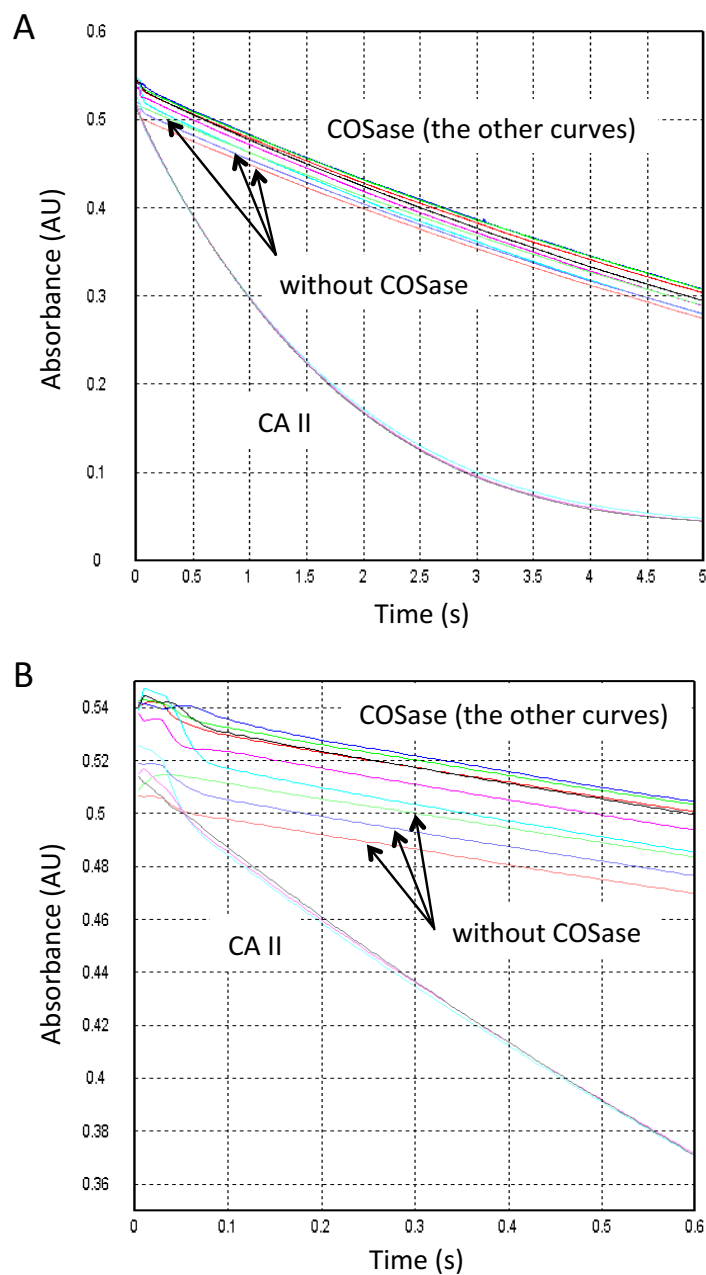 A
0.6
0.5
0.4
0.3
0.2
0.1
0
Absorbance (AU)
COSase (the other curves)
without COSase
CA II
0 0.5 1 1.5 2 2.5 3 3.5 4 4.5 5
Time (s)
B
0.54
0.52
0.5
0.48
0.46
0.44
0.42
0.4
0.38
0.36
Absorbance (AU)
COSase (the other curves)
without COSase
CA II
0 0.1 0.2 0.3 0.4 0.5 0.6
Time (s)